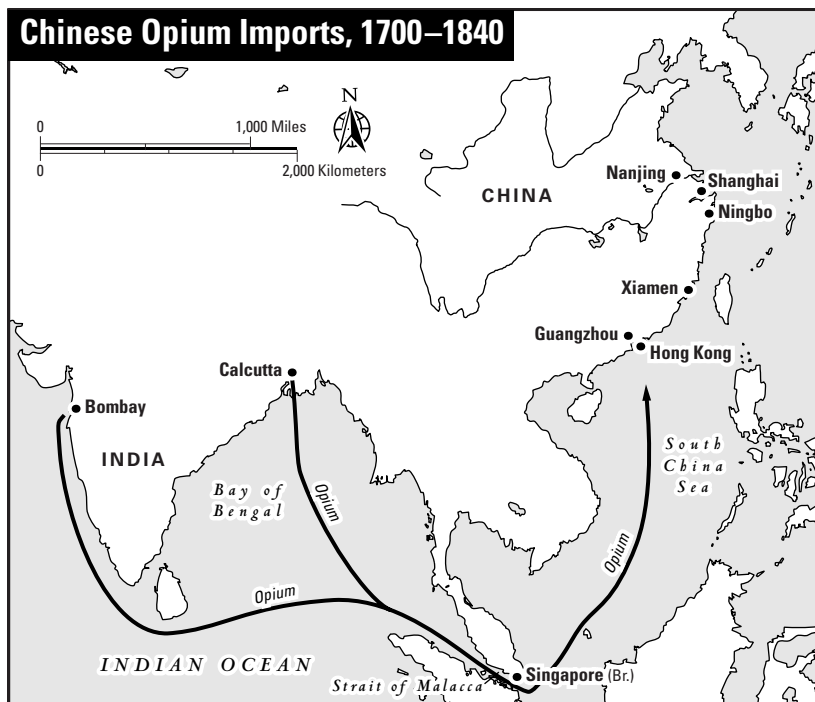 Chinese Opium Imports, 1700–1840
N
0
1,000 Miles
0
2,000 Kilometers
CHINA
Nanjing
Shanghai
Ningbo
Xiamen
Guangzhou
Hong Kong
Calcutta
Bombay
INDIA
Bay of
Bengal
Opium
South
China
Sea
Opium
Opium
INDIAN OCEAN
Strait of Malacca
Singapore (Br.)